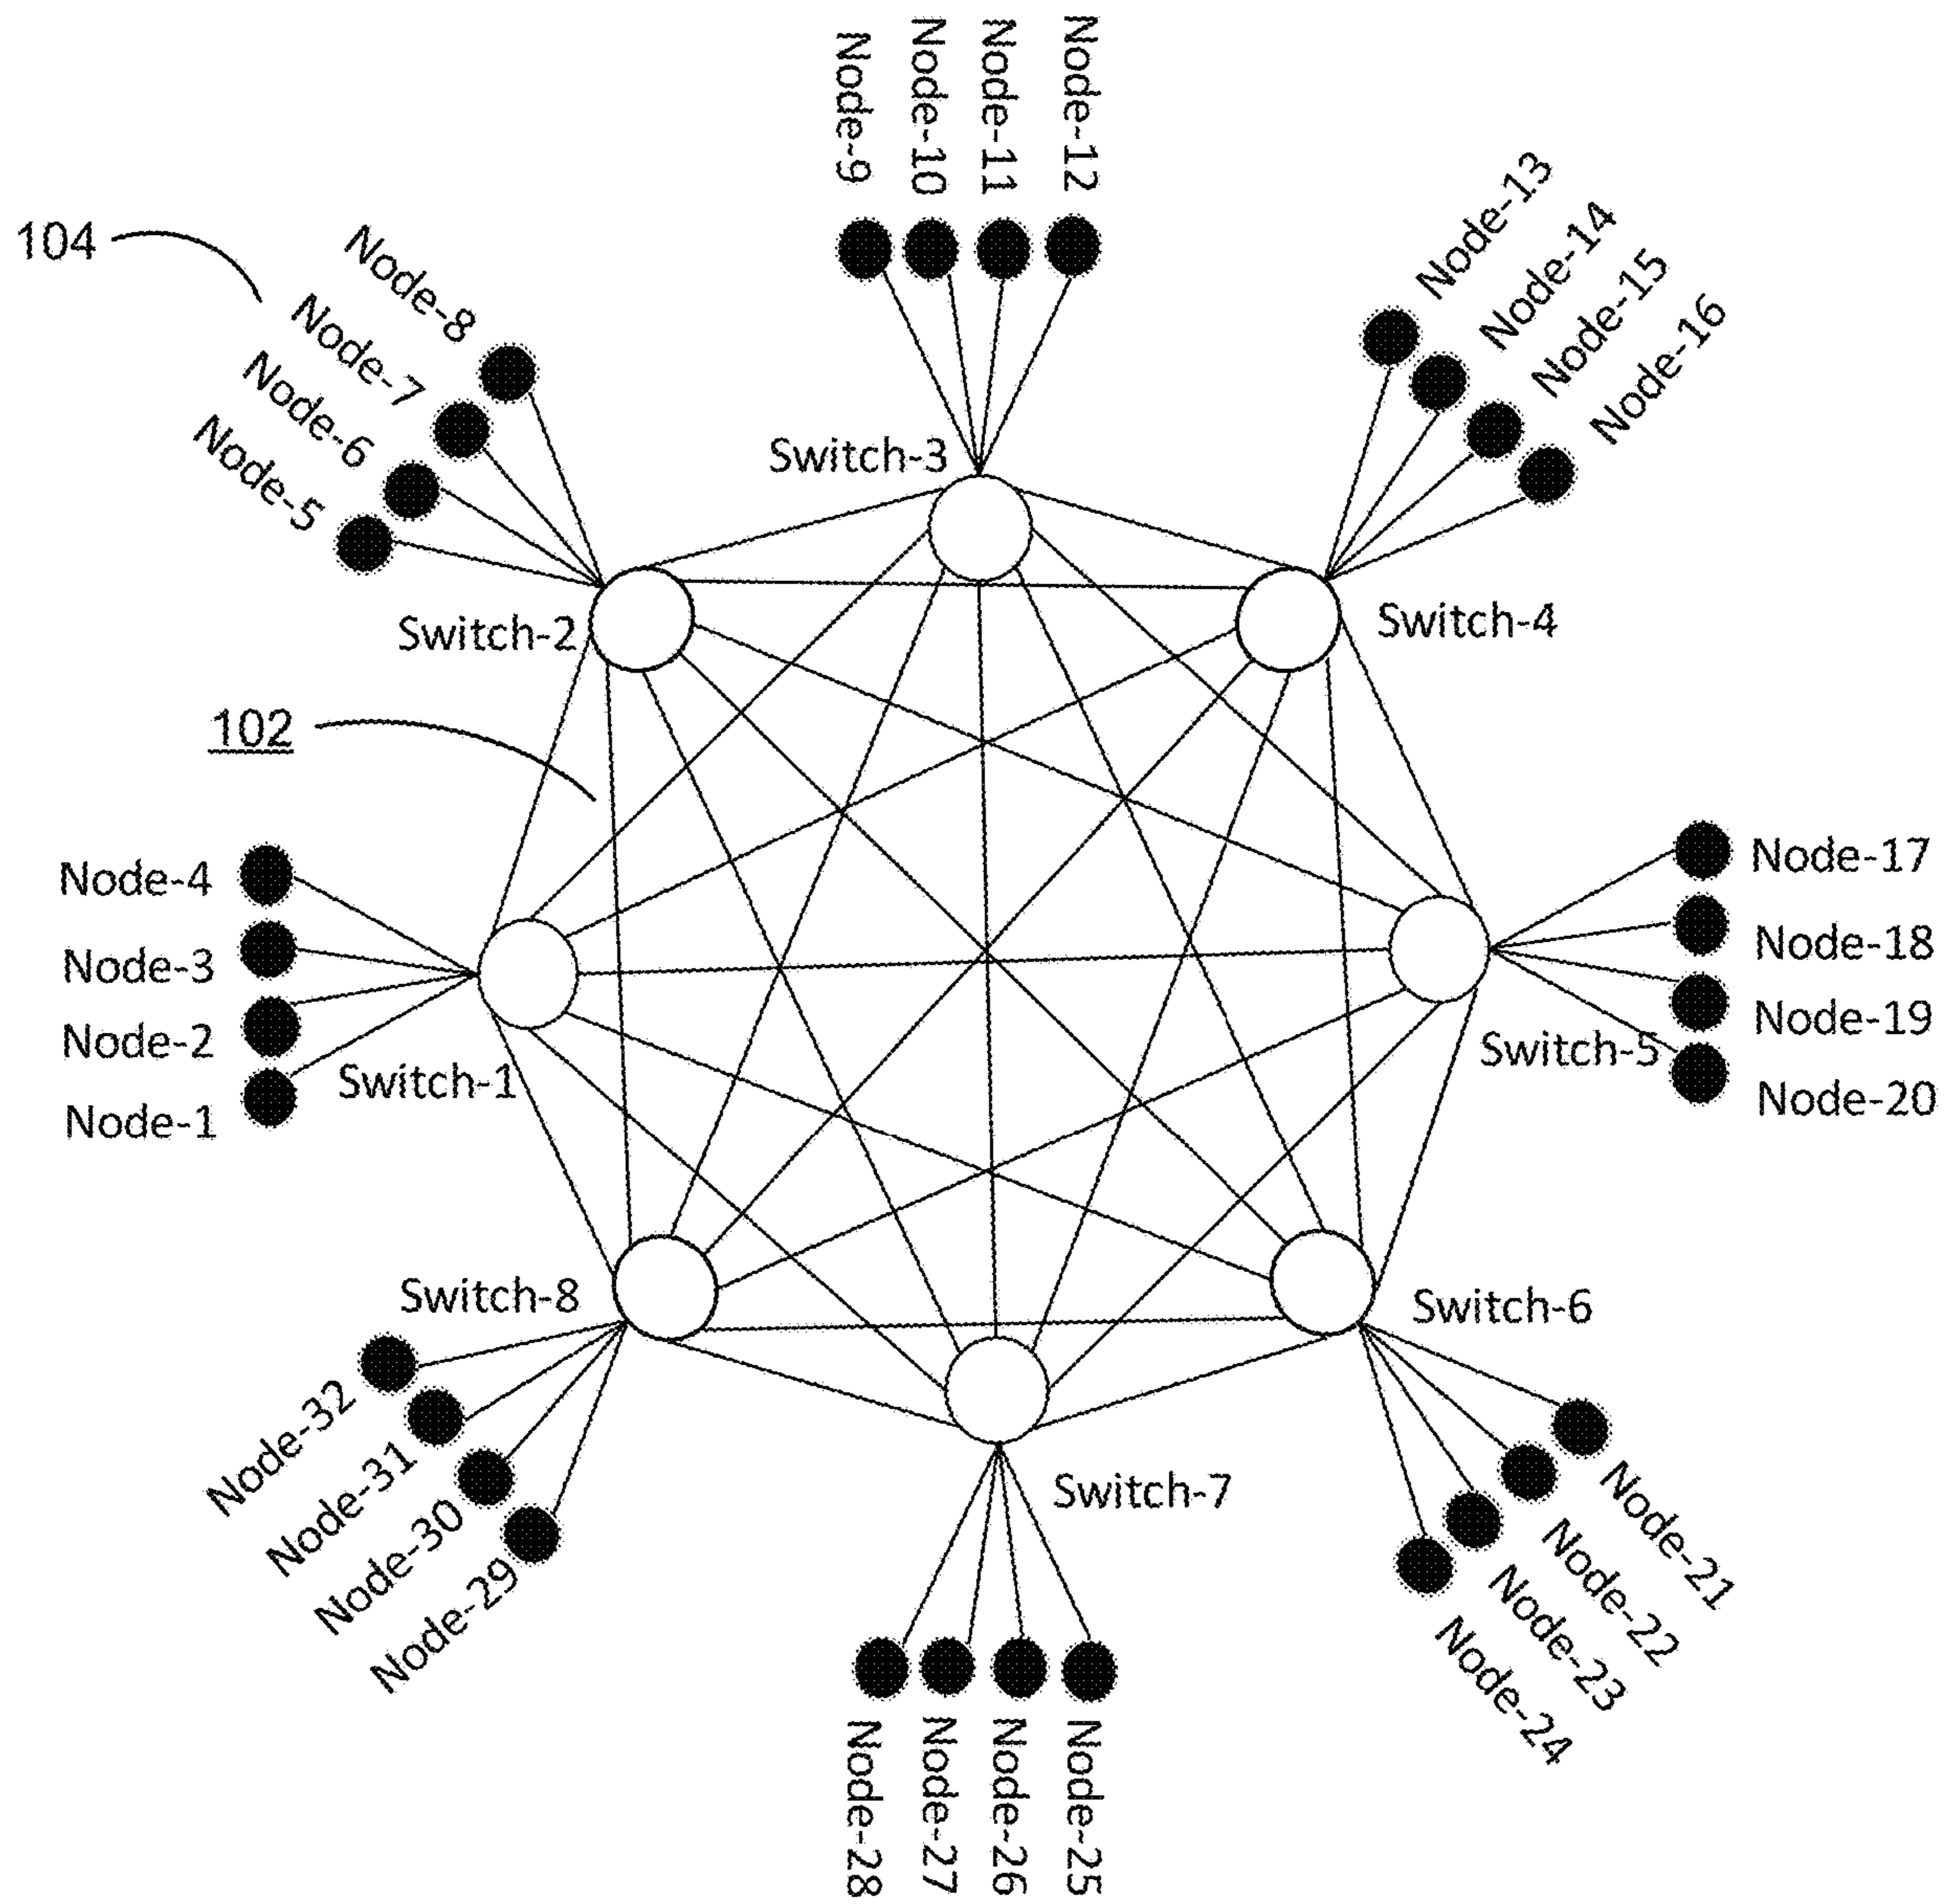 Node-9
Node-10
Node-11
Node-12
Node-13
Node-14
Node-15
Node-16
104
Node-8
Node-7
Node-6
Node-5
Switch-3
Switch-2
Switch-4
102
Node-4
Node-3
Node-2
Node-1
Switch-1
Node-17
Node-18
Node-19
Node-20
Switch-5
Switch-8
Switch-6
Node-32
Node-31
Node-30
Node-29
Switch-7
Node-21
Node-22
Node-23
Node-24
Node-28
Node-27
Node-26
Node-25